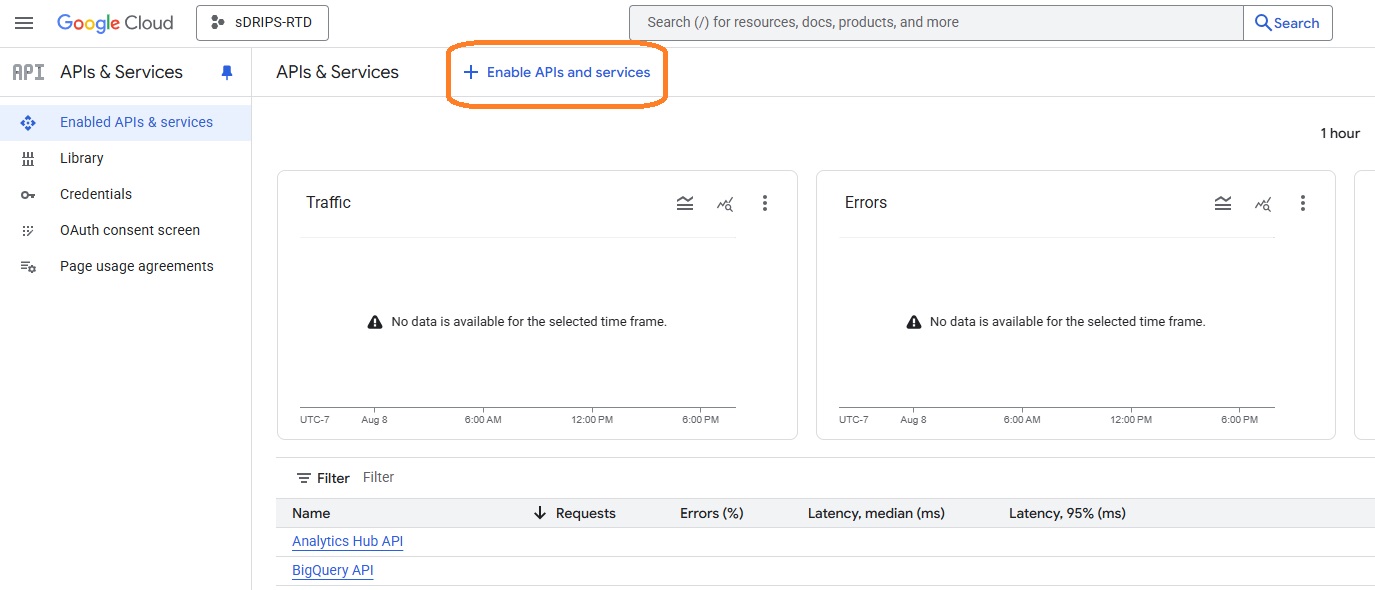 Google Cloud
sDRIPS-RTD
Search (/) for resources, docs, products, and more
Search
API
APIs & Services
APIs & Services
Enable APIs and services
Enabled APIs & services
Library
Credentials
OAuth consent screen
Page usage agreements
1 hour
Traffic
No data is available for the selected time frame.
UTC-7 Aug 8 6:00 AM 12:00 PM 6:00 PM
Errors
No data is available for the selected time frame.
UTC-7 Aug 8 6:00 AM 12:00 PM 6:00 PM
Filter Filter
Name Requests Errors (%) Latency, median (ms) Latency, 95% (ms)
Analytics Hub API
BigQuery API